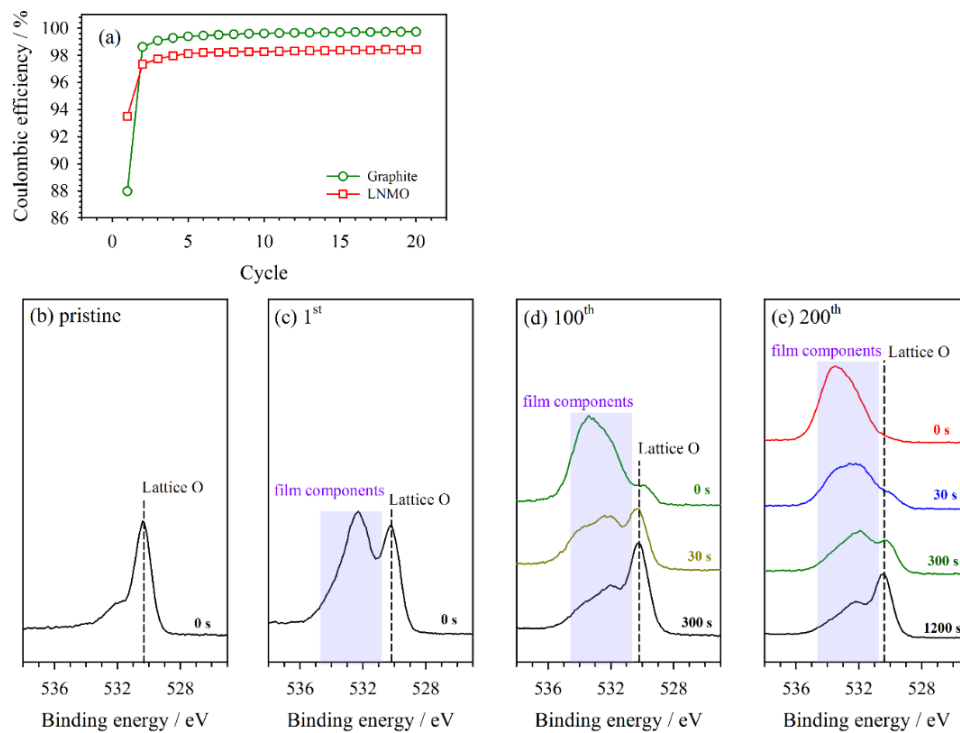 (a)
Coulombic efficiency / %
100
98
96
94
92
90
88
86
Graphite
LNMO
0 5 10 15 20
Cycle
(b) pristine
Lattice O
0 s
536 532 528
Binding energy / eV
(c) 1st
film components
Lattice O
0 s
536 532 528
Binding energy / eV
(d) 100th
film components
Lattice O
0 s
30 s
300 s
536 532 528
Binding energy / eV
(e) 200th
film components
Lattice O
0 s
30 s
300 s
1200 s
536 532 528
Binding energy / eV